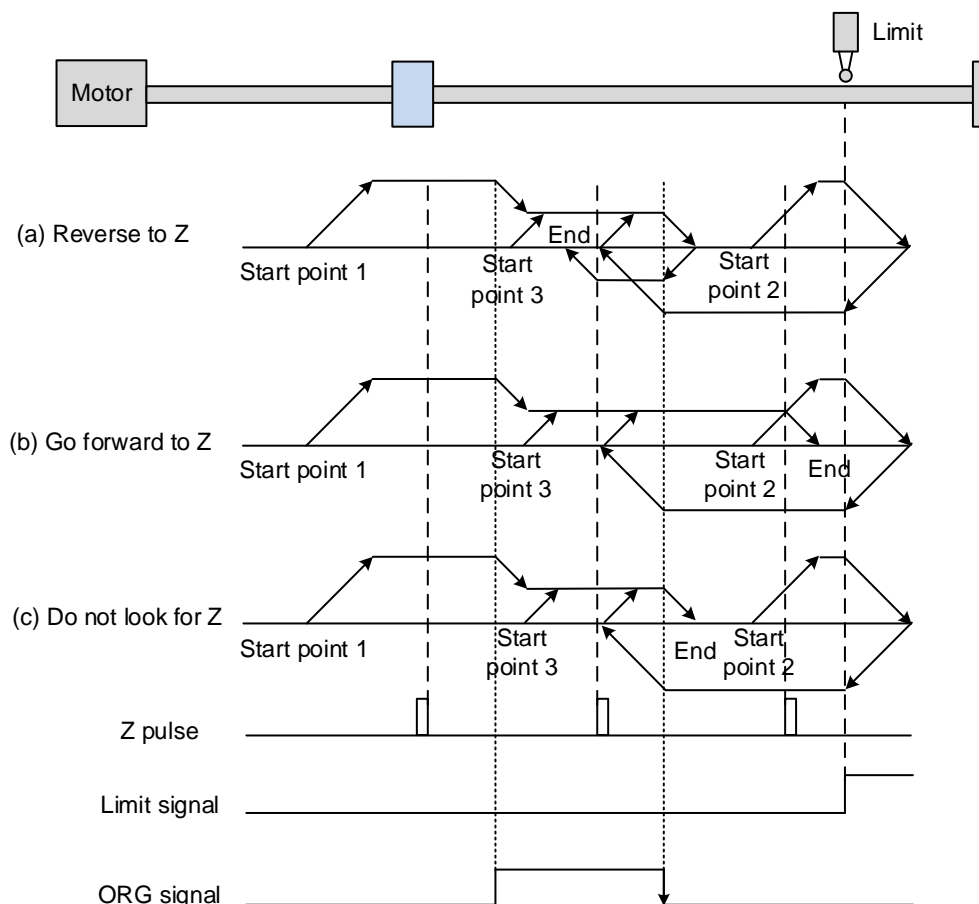 Limit
Motor
(a) Reverse to Z
End
Start point 1
Start
point 3
Start
point 2
(b) Go forward to Z
Start point 1
Start
point 3
Start
point 2
End
(c) Do not look for Z
Start point 1
Start
point 3
End
Start
point 2
Z pulse
Limit signal
ORG signal